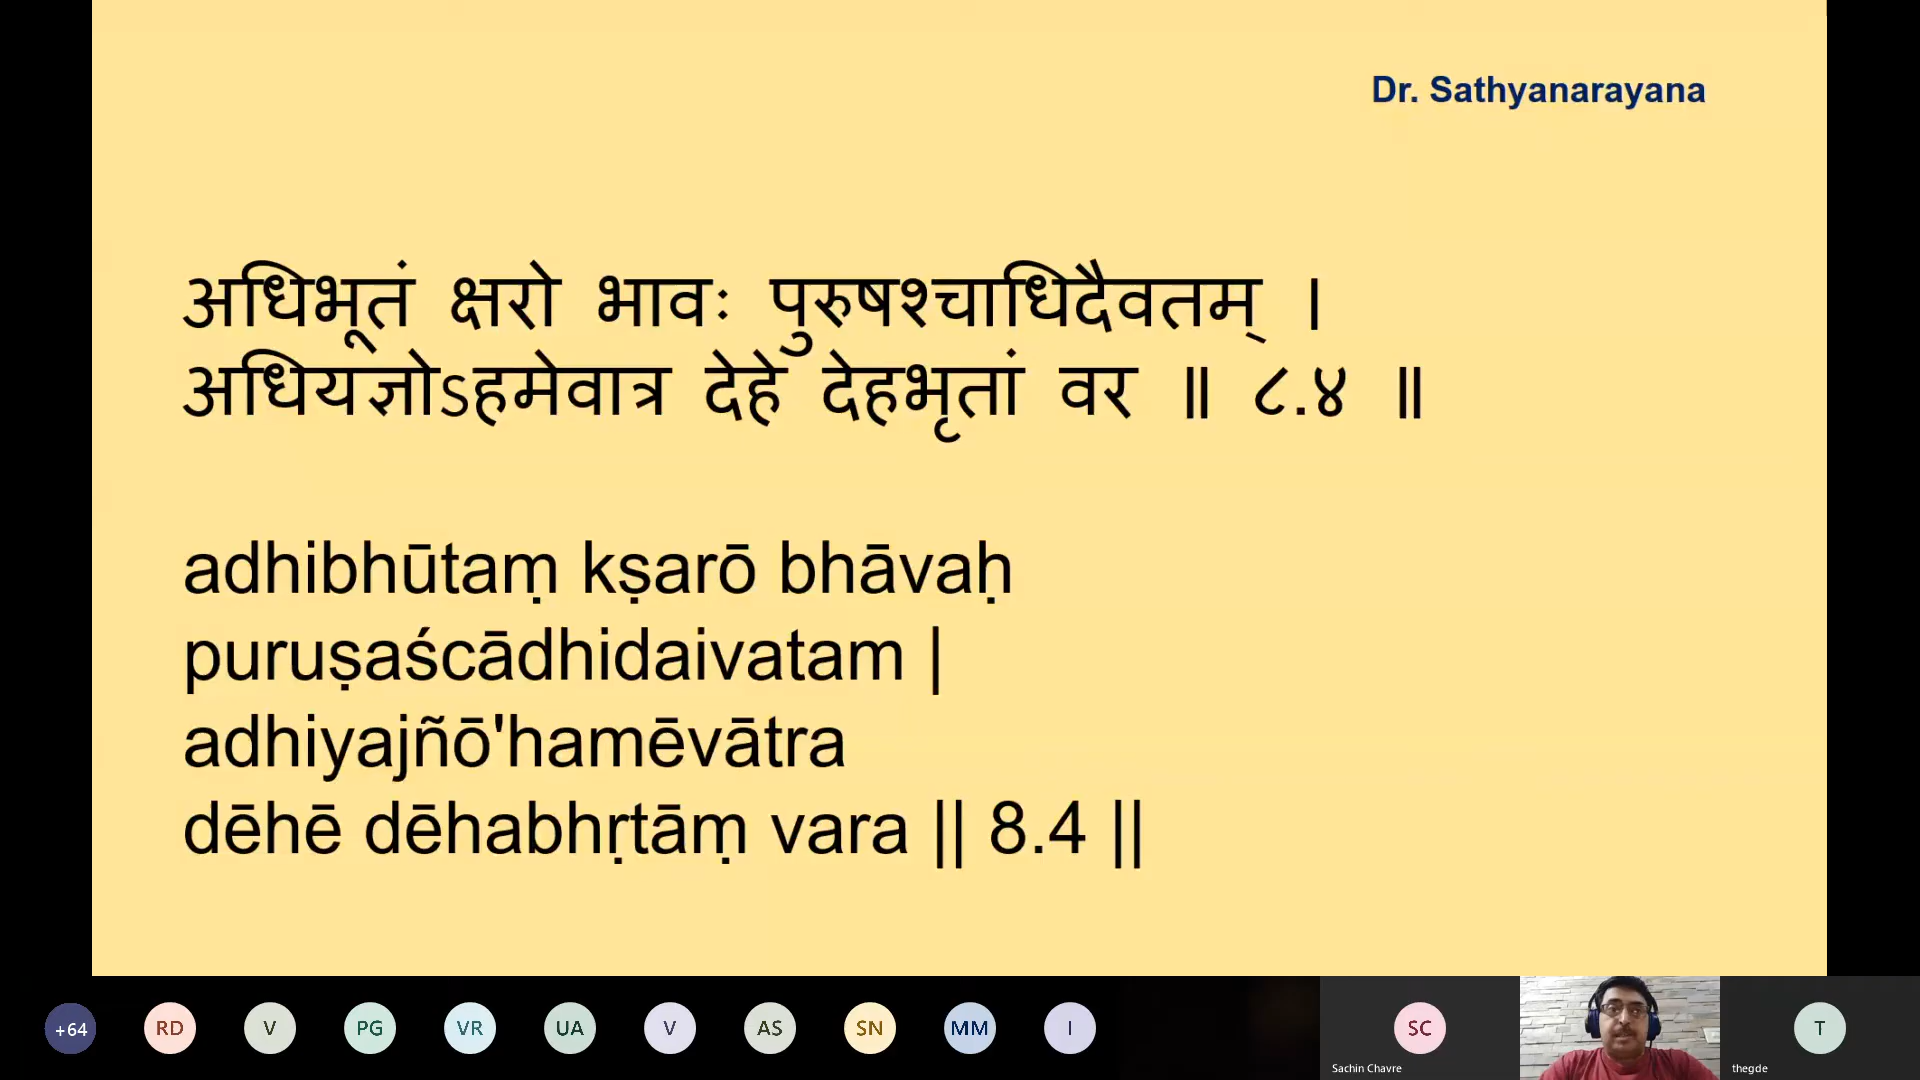 Dr. Sathyanarayana
अधिभूतं क्षरो भावः पुरुषश्चाधिदैवतम् ।
अधियज्ञोऽहमेवात्र देहे देहभृतां वर ॥ ८.४ ॥
adhibhūtaṃ kṣarō bhāvaḥ
puruṣaścādhidaivatam |
adhiyajñō'hamēvātra
dēhē dēhabhṛtāṃ vara || 8.4 ||
+64 RD V PG VR UA V AS SN MM I SC T
Sachin Chavre thegde